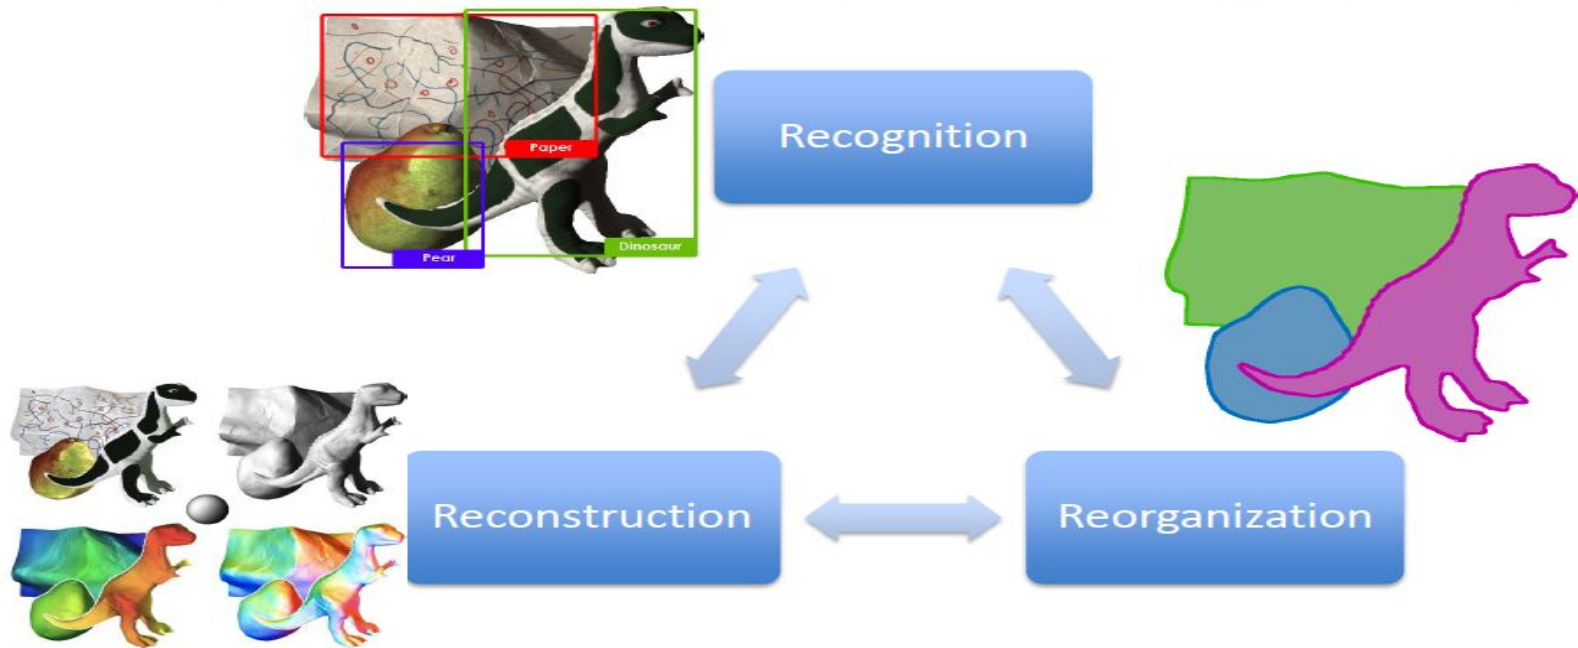 Recognition
Paper
Dinosaur
Pear
Reconstruction
Reorganization